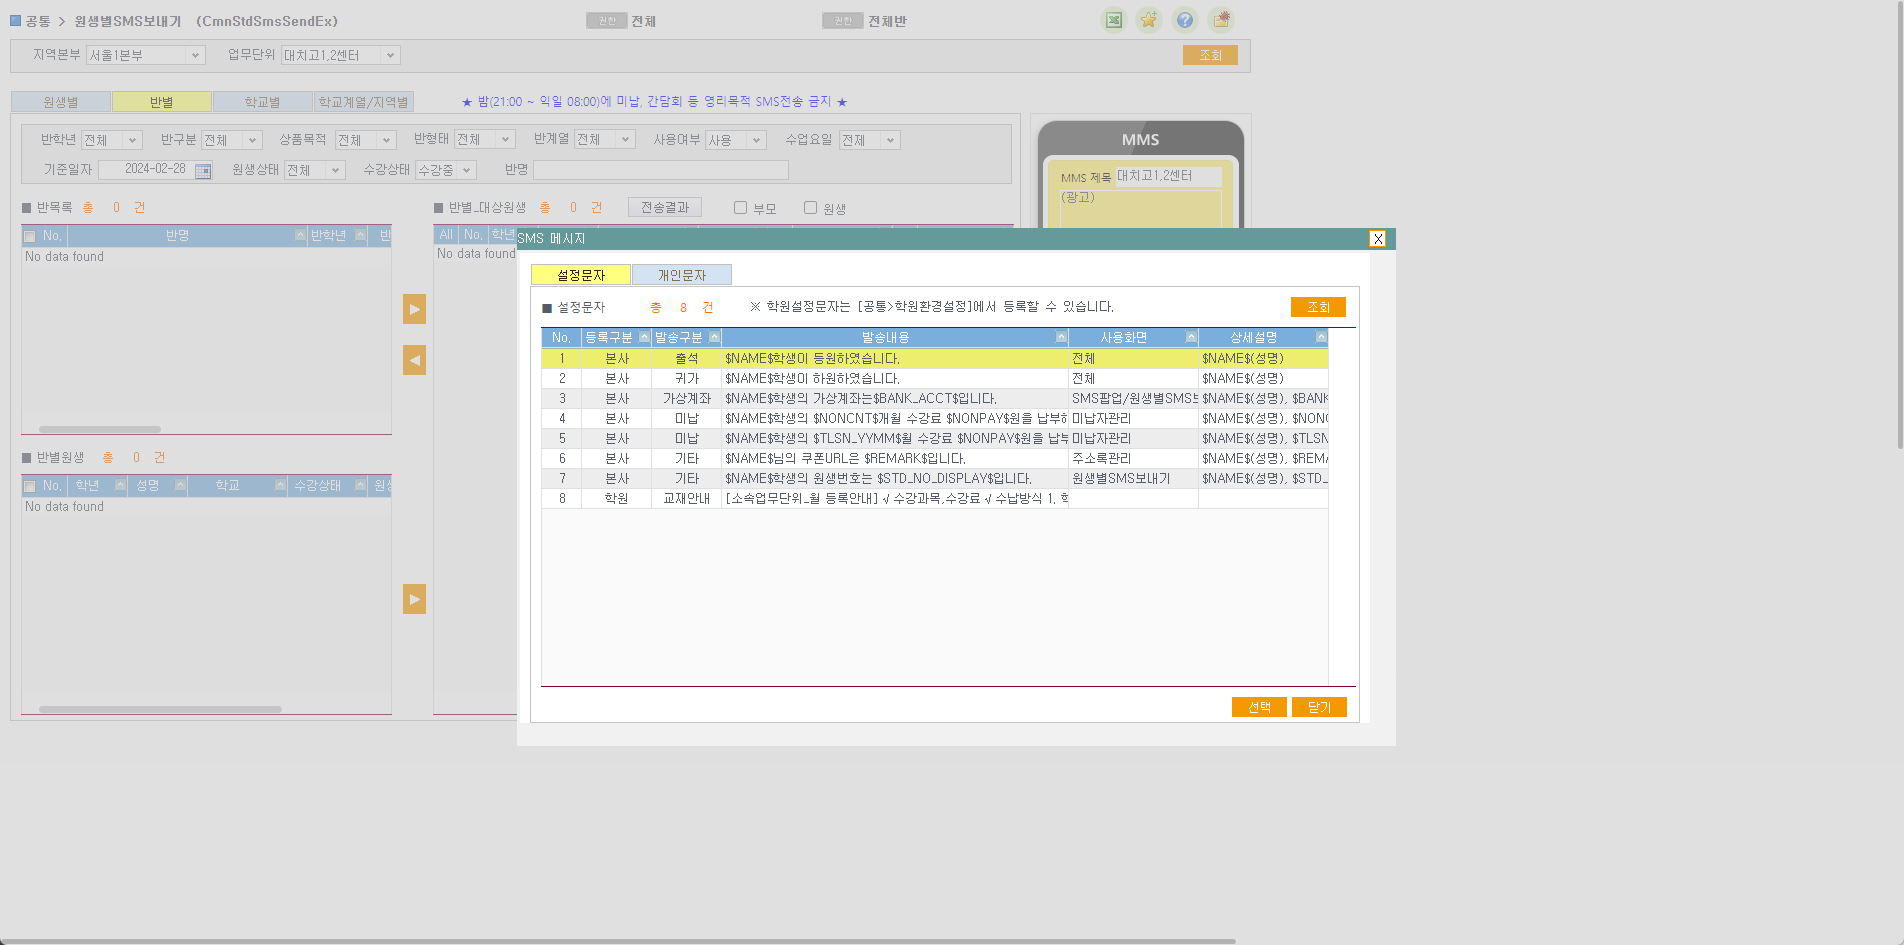 공통 > 원생별SMS보내기 (CmnStdSmsSendEx) 권한 전체 권한 전체반
지역본부 서울1본부 업무단위 대치고1,2센터 조회
원생별 반별 학교별 학교계열/지역별 ★ 밤(21:00 ~ 익일 08:00)에 미납, 간담회 등 영리목적 SMS전송 금지 ★
반학년 전체 반구분 전체 상품목적 전체 반형태 전체 반계열 전체 사용여부 사용 수업요일 전체
기준일자 2024-02-28 원생상태 전체 수강상태 수강중 반명
MMS
MMS 제목 대치고1,2센터
(광고)
■ 반목록 총 0 건 ■ 반별_대상원생 총 0 건 전송결과 부모 원생
No. 반명 반학년 반
No data found
All No. 학년
No data found
■ 반별원생 총 0 건
No. 학년 성명 학교 수강상태 원생
No data found
SMS 메시지 X
설정문자 개인문자
■ 설정문자 총 8 건 ※ 학원설정문자는 [공통>학원환경설정]에서 등록할 수 있습니다. 조회
No. 등록구분 발송구분 발송내용 사용화면 상세설명
1 본사 출석 $NAME$학생이 등원하였습니다. 전체 $NAME$(성명)
2 본사 귀가 $NAME$학생이 하원하였습니다. 전체 $NAME$(성명)
3 본사 가상계좌 $NAME$학생의 가상계좌는$BANK_ACCT$입니다. SMS팝업/원생별SMS보 $NAME$(성명), $BANK
4 본사 미납 $NAME$학생의 $NONCNT$개월 수강료 $NONPAY$원을 납부하 미납자관리 $NAME$(성명), $NONC
5 본사 미납 $NAME$학생의 $TLSN_YYMM$월 수강료 $NONPAY$원을 납부 미납자관리 $NAME$(성명), $TLSN
6 본사 기타 $NAME$님의 쿠폰URL은 $REMARK$입니다. 주소록관리 $NAME$(성명), $REMA
7 본사 기타 $NAME$학생의 원생번호는 $STD_NO_DISPLAY$입니다. 원생별SMS보내기 $NAME$(성명), $STD_
8 학원 교재안내 [소속업무단위_월 등록안내] √ 수강과목,수강료 √ 수납방식 1. 학
선택 닫기